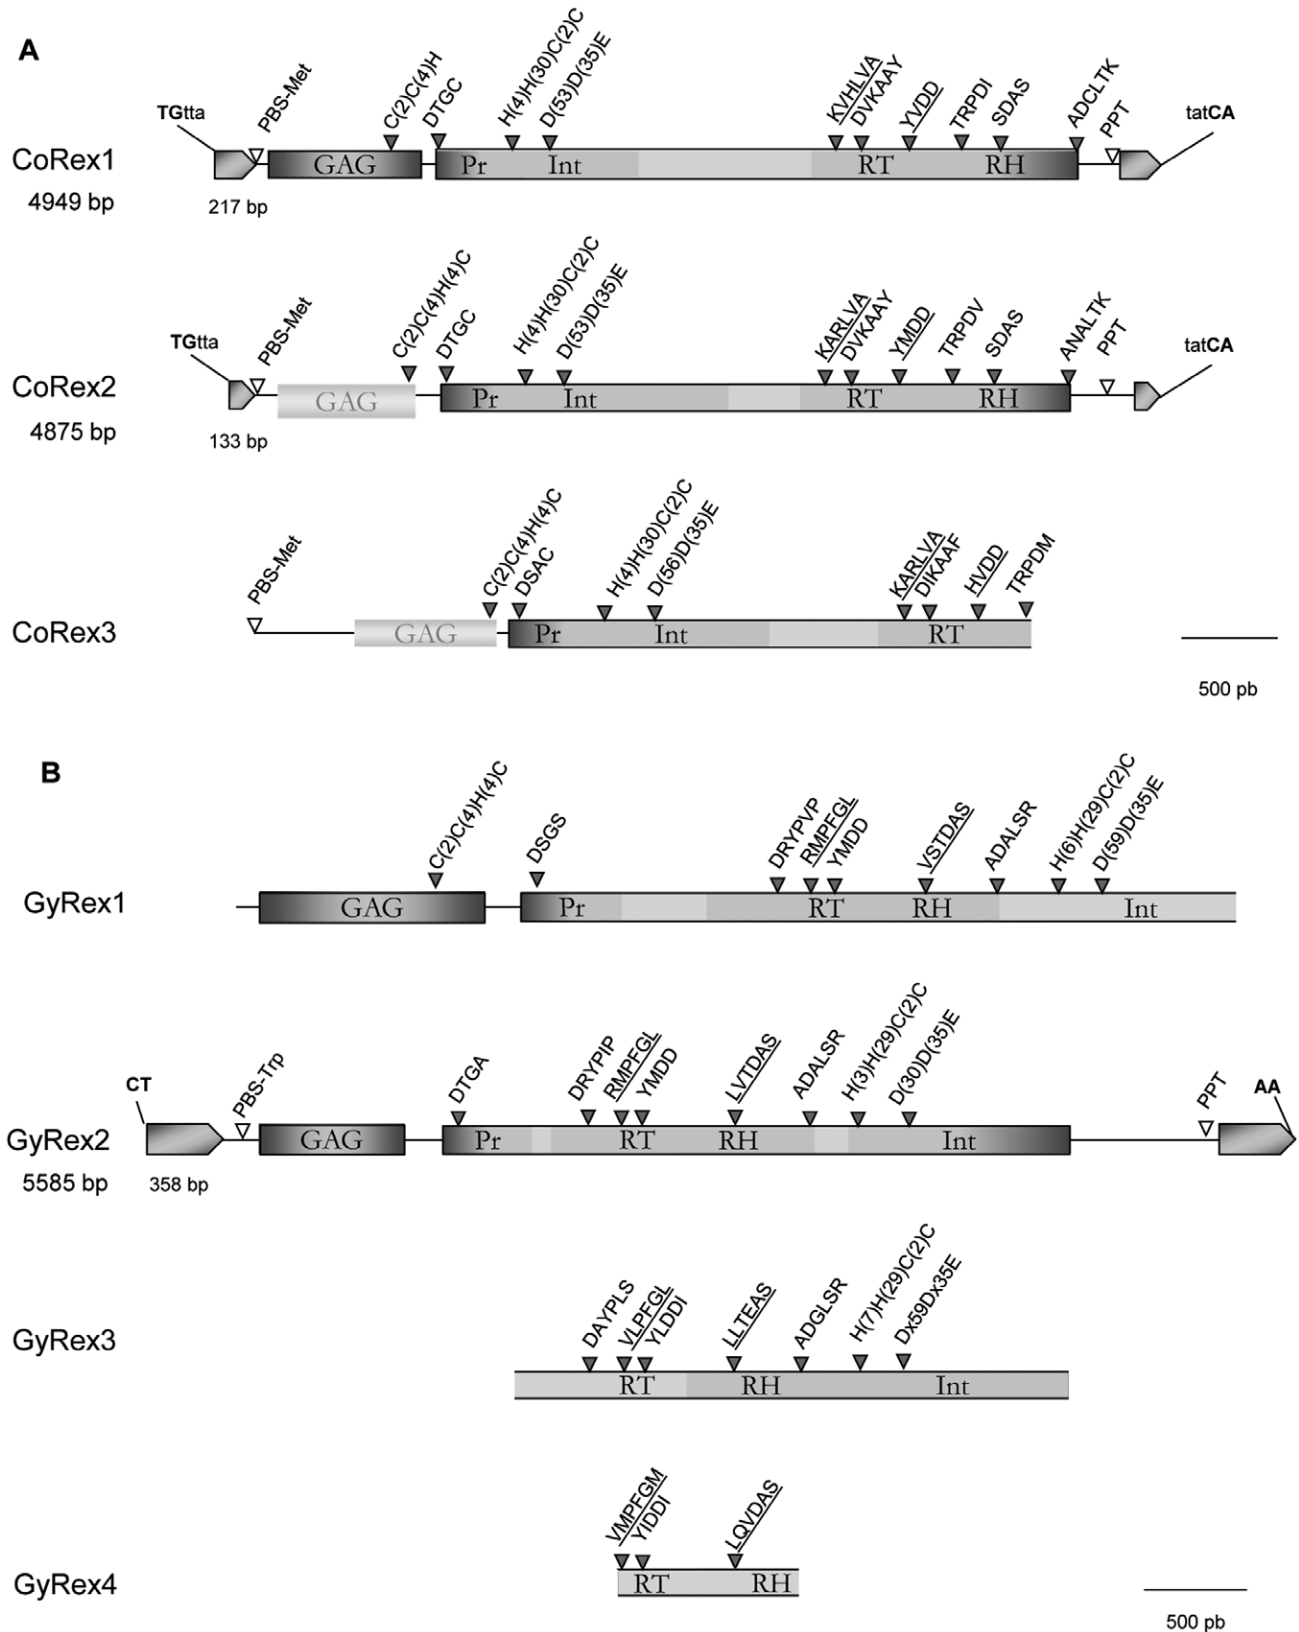 A
TGtta
PBS-Met
C(2)C(4)H
DTGC
H(4)H(30)C(2)C
D(53)D(35)E
KVHLVA
DVKAAY
YVDD
TRPDI
SDAS
ADCLTK
PPT
tatCA
CoRex1
GAG
Pr
Int
RT
RH
4949 bp
217 bp
TGtta
PBS-Met
C(2)C(4)H(4)C
DTGC
H(4)H(30)C(2)C
D(53)D(35)E
KARLVA
DVKAAY
YMDD
TRPDV
SDAS
ANALTK
PPT
tatCA
CoRex2
GAG
Pr
Int
RT
RH
4875 bp
133 bp
PBS-Met
C(2)C(4)H(4)C
DSAC
H(4)H(30)C(2)C
D(56)D(35)E
KARLVA
DIKAAF
HVDD
TRPDM
CoRex3
GAG
Pr
Int
RT
500 pb
B
C(2)C(4)H(4)C
DSGS
DRYPVP
RMPFGL
YMDD
VSTDAS
ADALSR
H(6)H(29)C(2)C
D(59)D(35)E
GyRex1
GAG
Pr
RT
RH
Int
CT
PBS-Trp
DTGA
DRYPIP
RMPFGL
YMDD
LVTDAS
ADALSR
H(3)H(29)C(2)C
D(30)D(35)E
PPT
AA
GyRex2
GAG
Pr
RT
RH
Int
5585 bp
358 bp
DAYPLS
VLPFGL
YLDDI
LLTEAS
ADGLSR
H(7)H(29)C(2)C
Dx59Dx35E
GyRex3
RT
RH
Int
VMPFGM
YIDDI
LQVDAS
GyRex4
RT
RH
500 pb